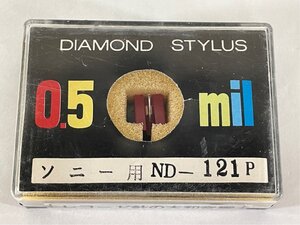 DIAMOND STYLUS
0.5 mil
ソニー用 ND-121P